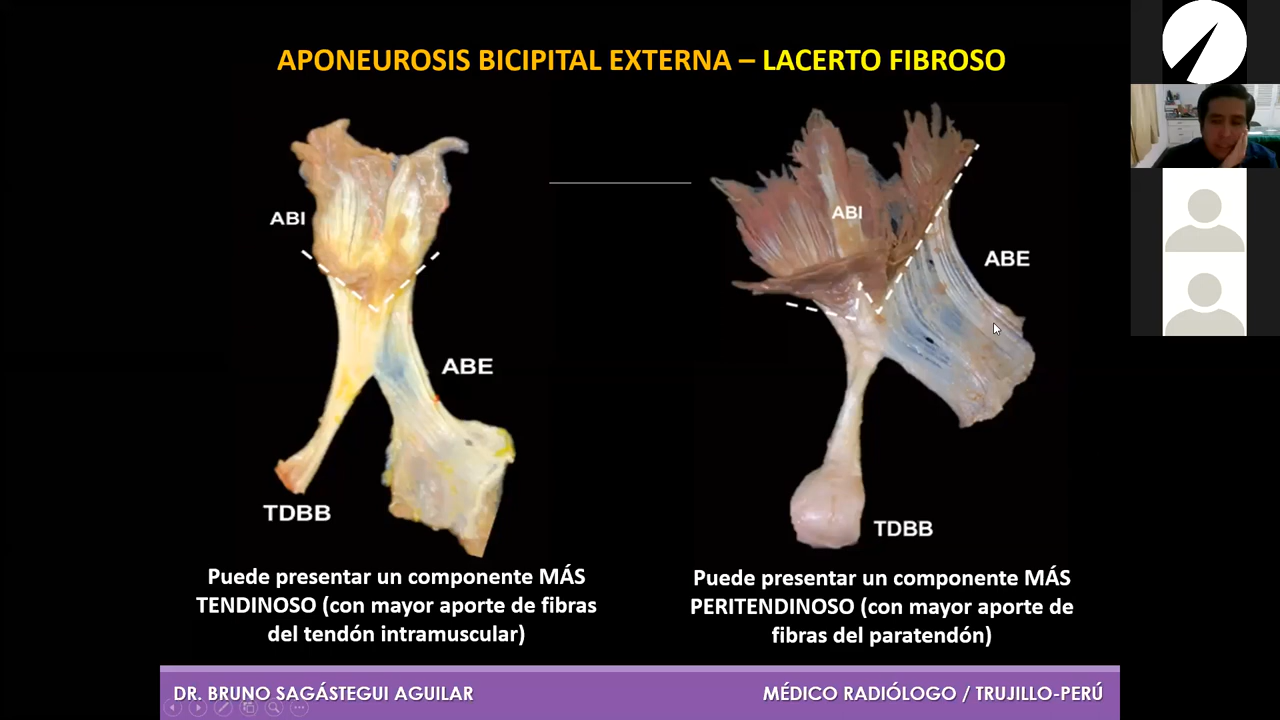 APONEUROSIS BICIPITAL EXTERNA – LACERTO FIBROSO
ABI
ABE
TDBB
Puede presentar un componente MÁS
TENDINOSO (con mayor aporte de fibras
del tendón intramuscular)
ABI
ABE
TDBB
Puede presentar un componente MÁS
PERITENDINOSO (con mayor aporte de
fibras del paratendón)
DR. BRUNO SAGÁSTEGUI AGUILAR
MÉDICO RADIÓLOGO / TRUJILLO-PERÚ